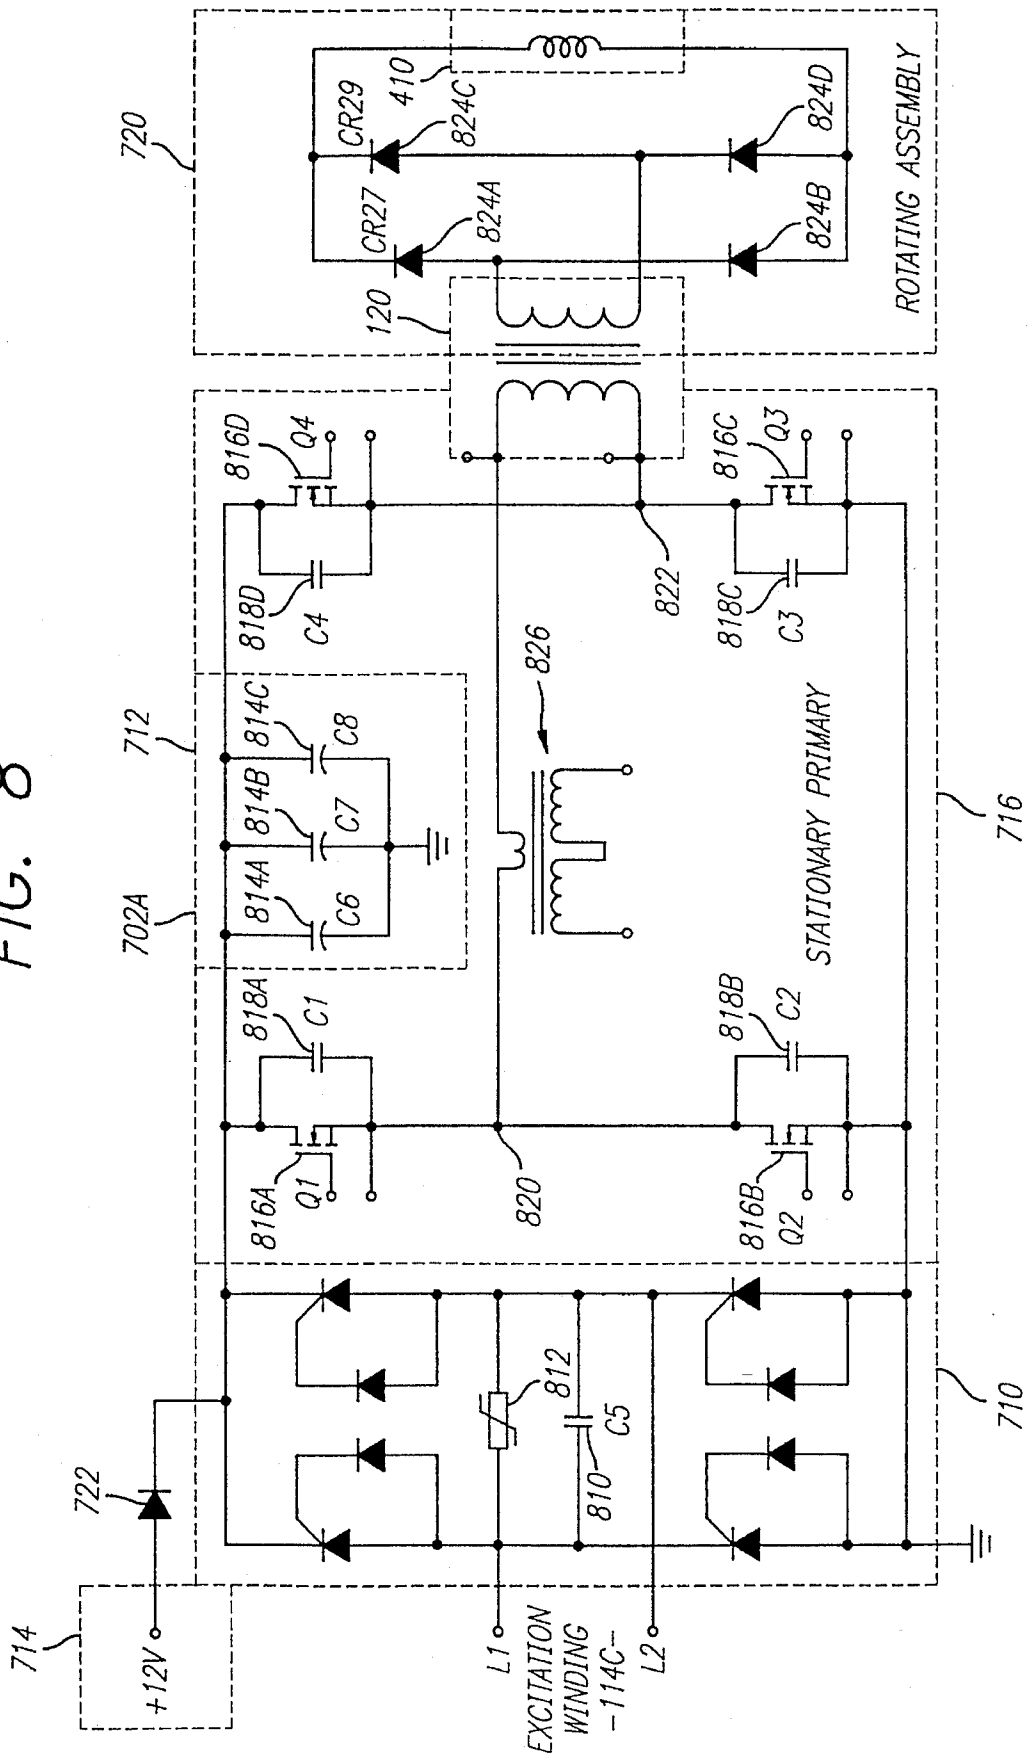 FIG. 8
714
+12V
722
702A
712
720
816A
Q1
818A
C1
814A
C6
814B
C7
814C
C8
818D
C4
816D
Q4
120
410
CR27
824A
CR29
824C
L1
EXCITATION
WINDING
-114C-
L2
812
810
C5
820
826
822
816B
Q2
818B
C2
STATIONARY PRIMARY
818C
C3
816C
Q3
824B
824D
ROTATING ASSEMBLY
710
716